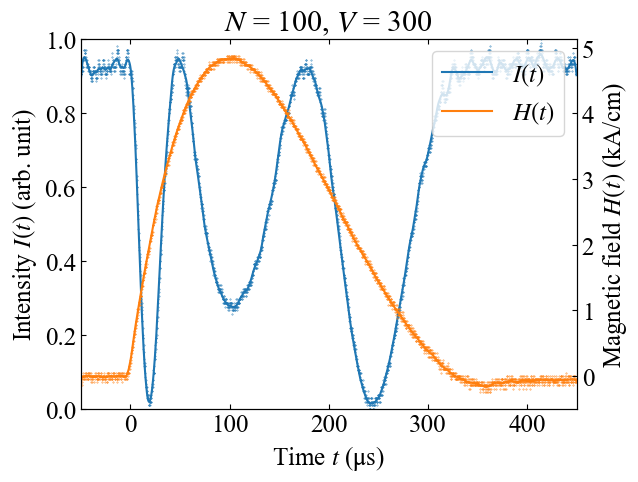 N = 100, V = 300
1.0
0.8
0.6
0.4
0.2
0.0
Intensity I(t) (arb. unit)
I(t)
H(t)
5
4
3
2
1
0
Magnetic field H(t) (kA/cm)
0 100 200 300 400
Time t (μs)